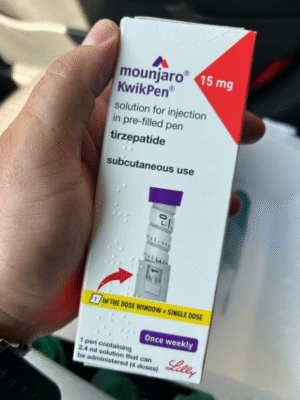 mounjaro® 15 mg
KwikPen®
solution for injection
in pre-filled pen
tirzepatide
subcutaneous use
1 IN THE DOSE WINDOW = SINGLE DOSE
Once weekly
1 pen containing
2.4 ml solution that can
be administered (4 doses)
Lilly